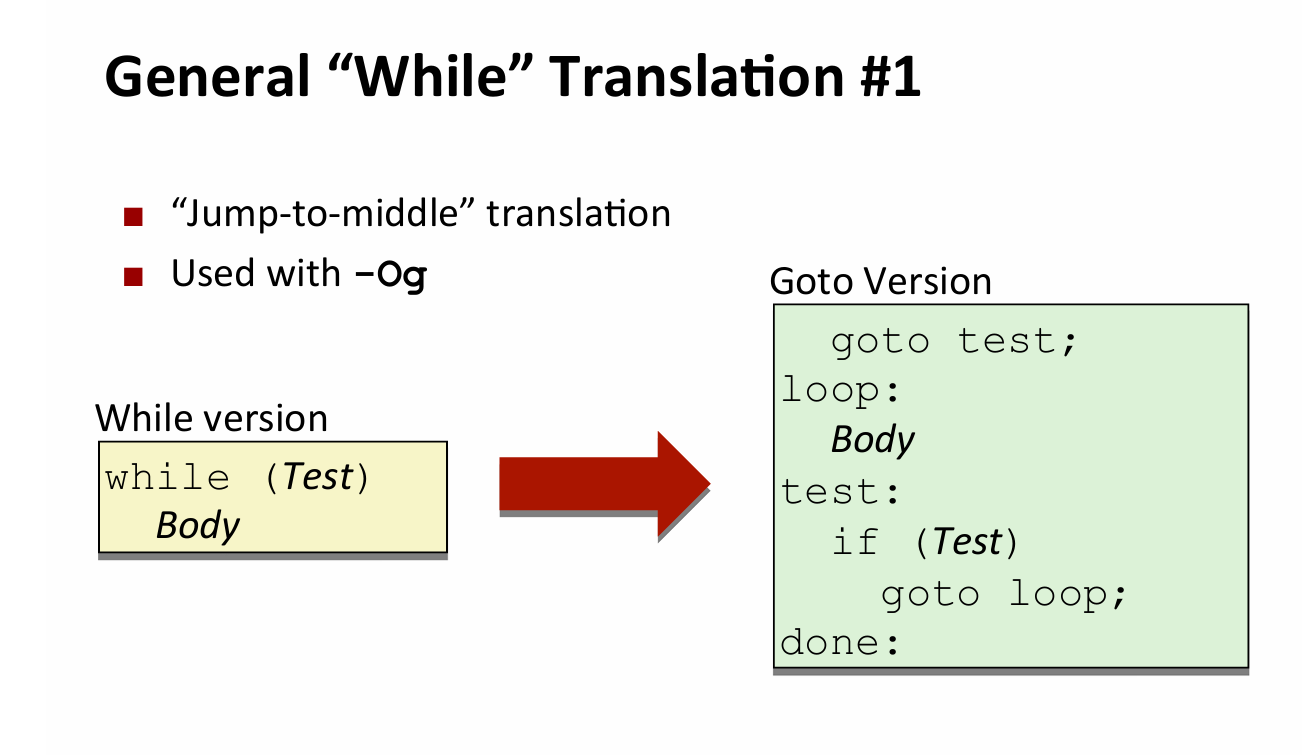 General “While” Translation #1
“Jump-to-middle” translation
Used with -Og
While version
while (Test)
Body
Goto Version
goto test;
loop:
Body
test:
if (Test)
goto loop;
done: